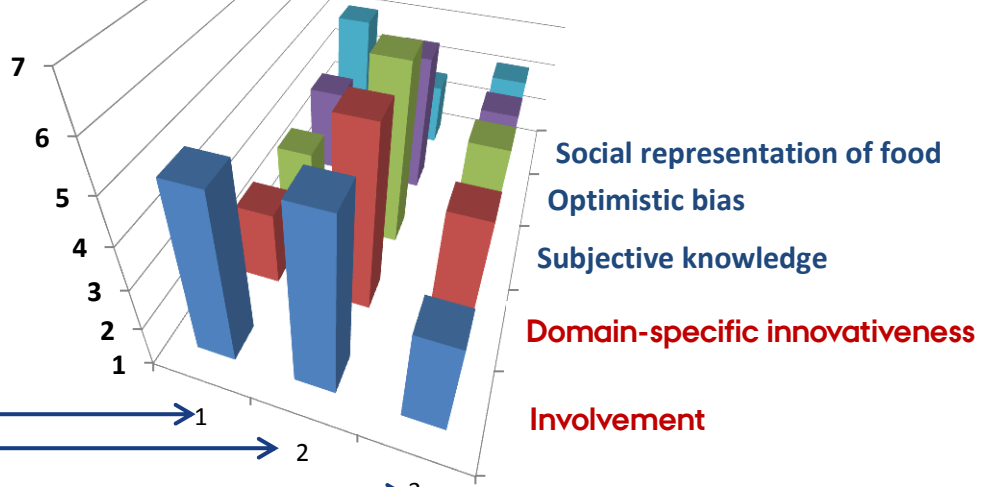 7
6
5
4
3
2
1
Social representation of food
Optimistic bias
Subjective knowledge
Domain-specific innovativeness
Involvement
1
2